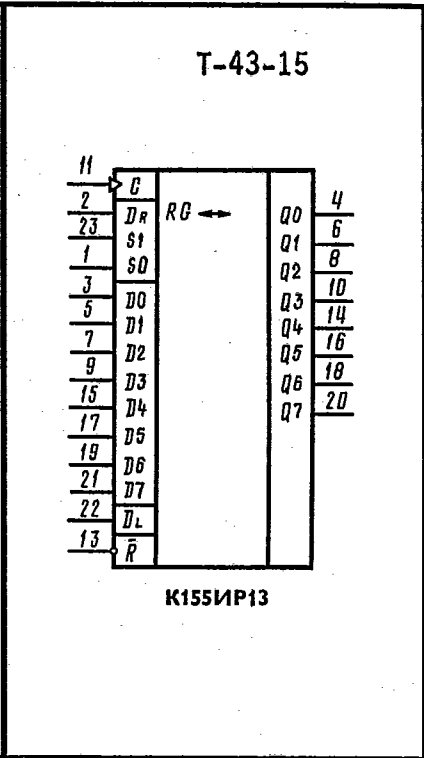 T-43-15
11 C
2 DR RG ↔ Q0 4
23 S1 Q1 6
1 S0 Q2 8
3 D0 Q3 10
5 D1 Q4 14
7 D2 Q5 16
9 D3 Q6 18
15 D4 Q7 20
17 D5
19 D6
21 D7
22 DL
13 R̄
К155ИР13